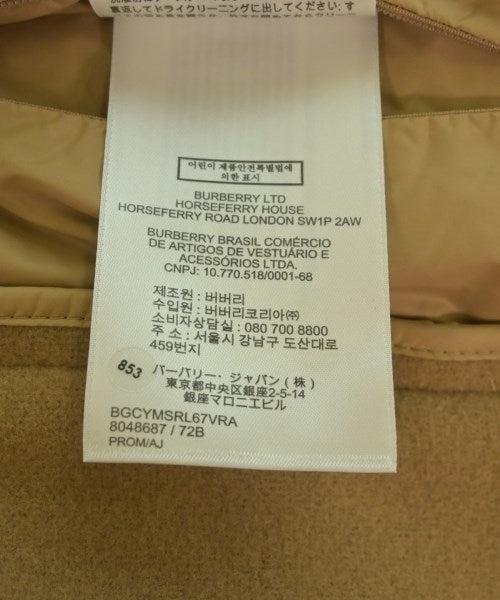 裏返してドライクリーニングに出してください: す
어린이 제품안전특별법에
의한 표시
BURBERRY LTD
HORSEFERRY HOUSE
HORSEFERRY ROAD LONDON SW1P 2AW
BURBERRY BRASIL COMÉRCIO
DE ARTIGOS DE VESTUÁRIO E
ACESSÓRIOS LTDA.
CNPJ: 10.770.518/0001-68
제조원 : 버버리
수입원 : 버버리코리아㈜
소비자상담실 : 080 700 8800
주 소 : 서울시 강남구 도산대로
459번지
853
バーバリー・ジャパン(株)
東京都中央区銀座2-5-14
銀座マロニエビル
BGCYMSRL67VRA
8048687 / 72B
PROM/AJ